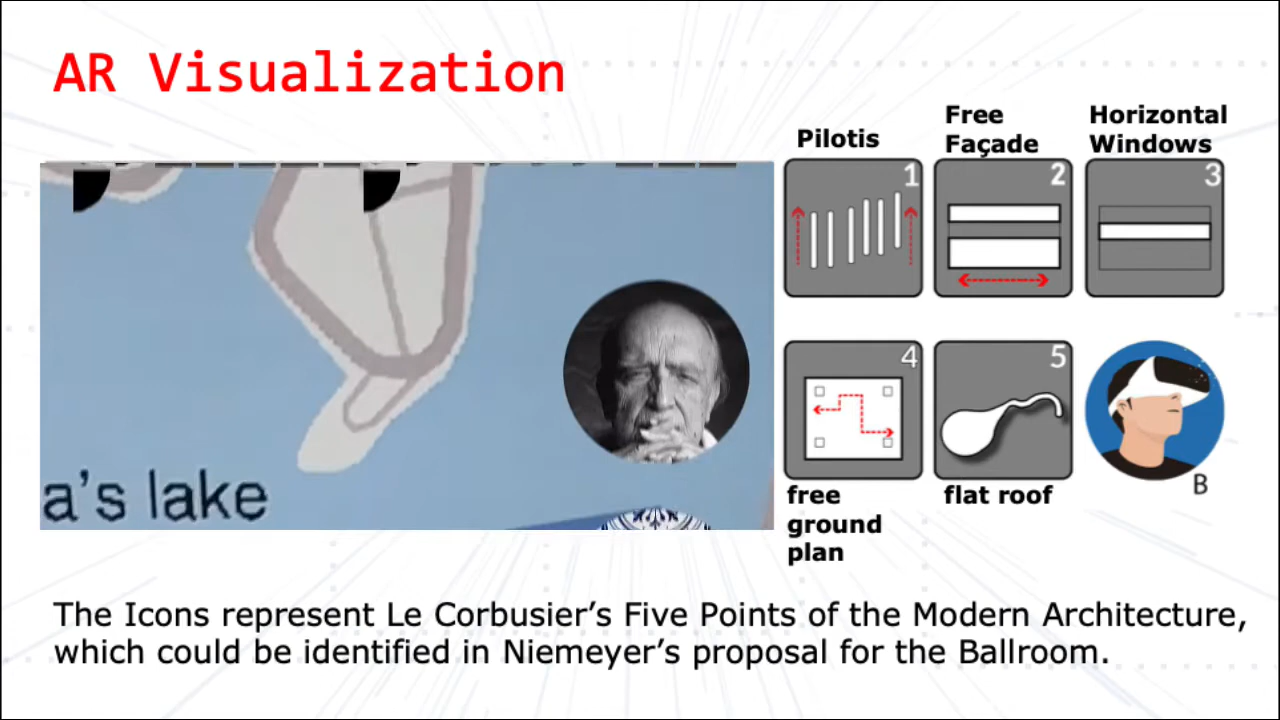 AR Visualization
Pilotis
Free
Façade
Horizontal
Windows
1
2
3
4
5
free
ground
plan
flat roof
B
a's lake
The Icons represent Le Corbusier’s Five Points of the Modern Architecture,
which could be identified in Niemeyer’s proposal for the Ballroom.